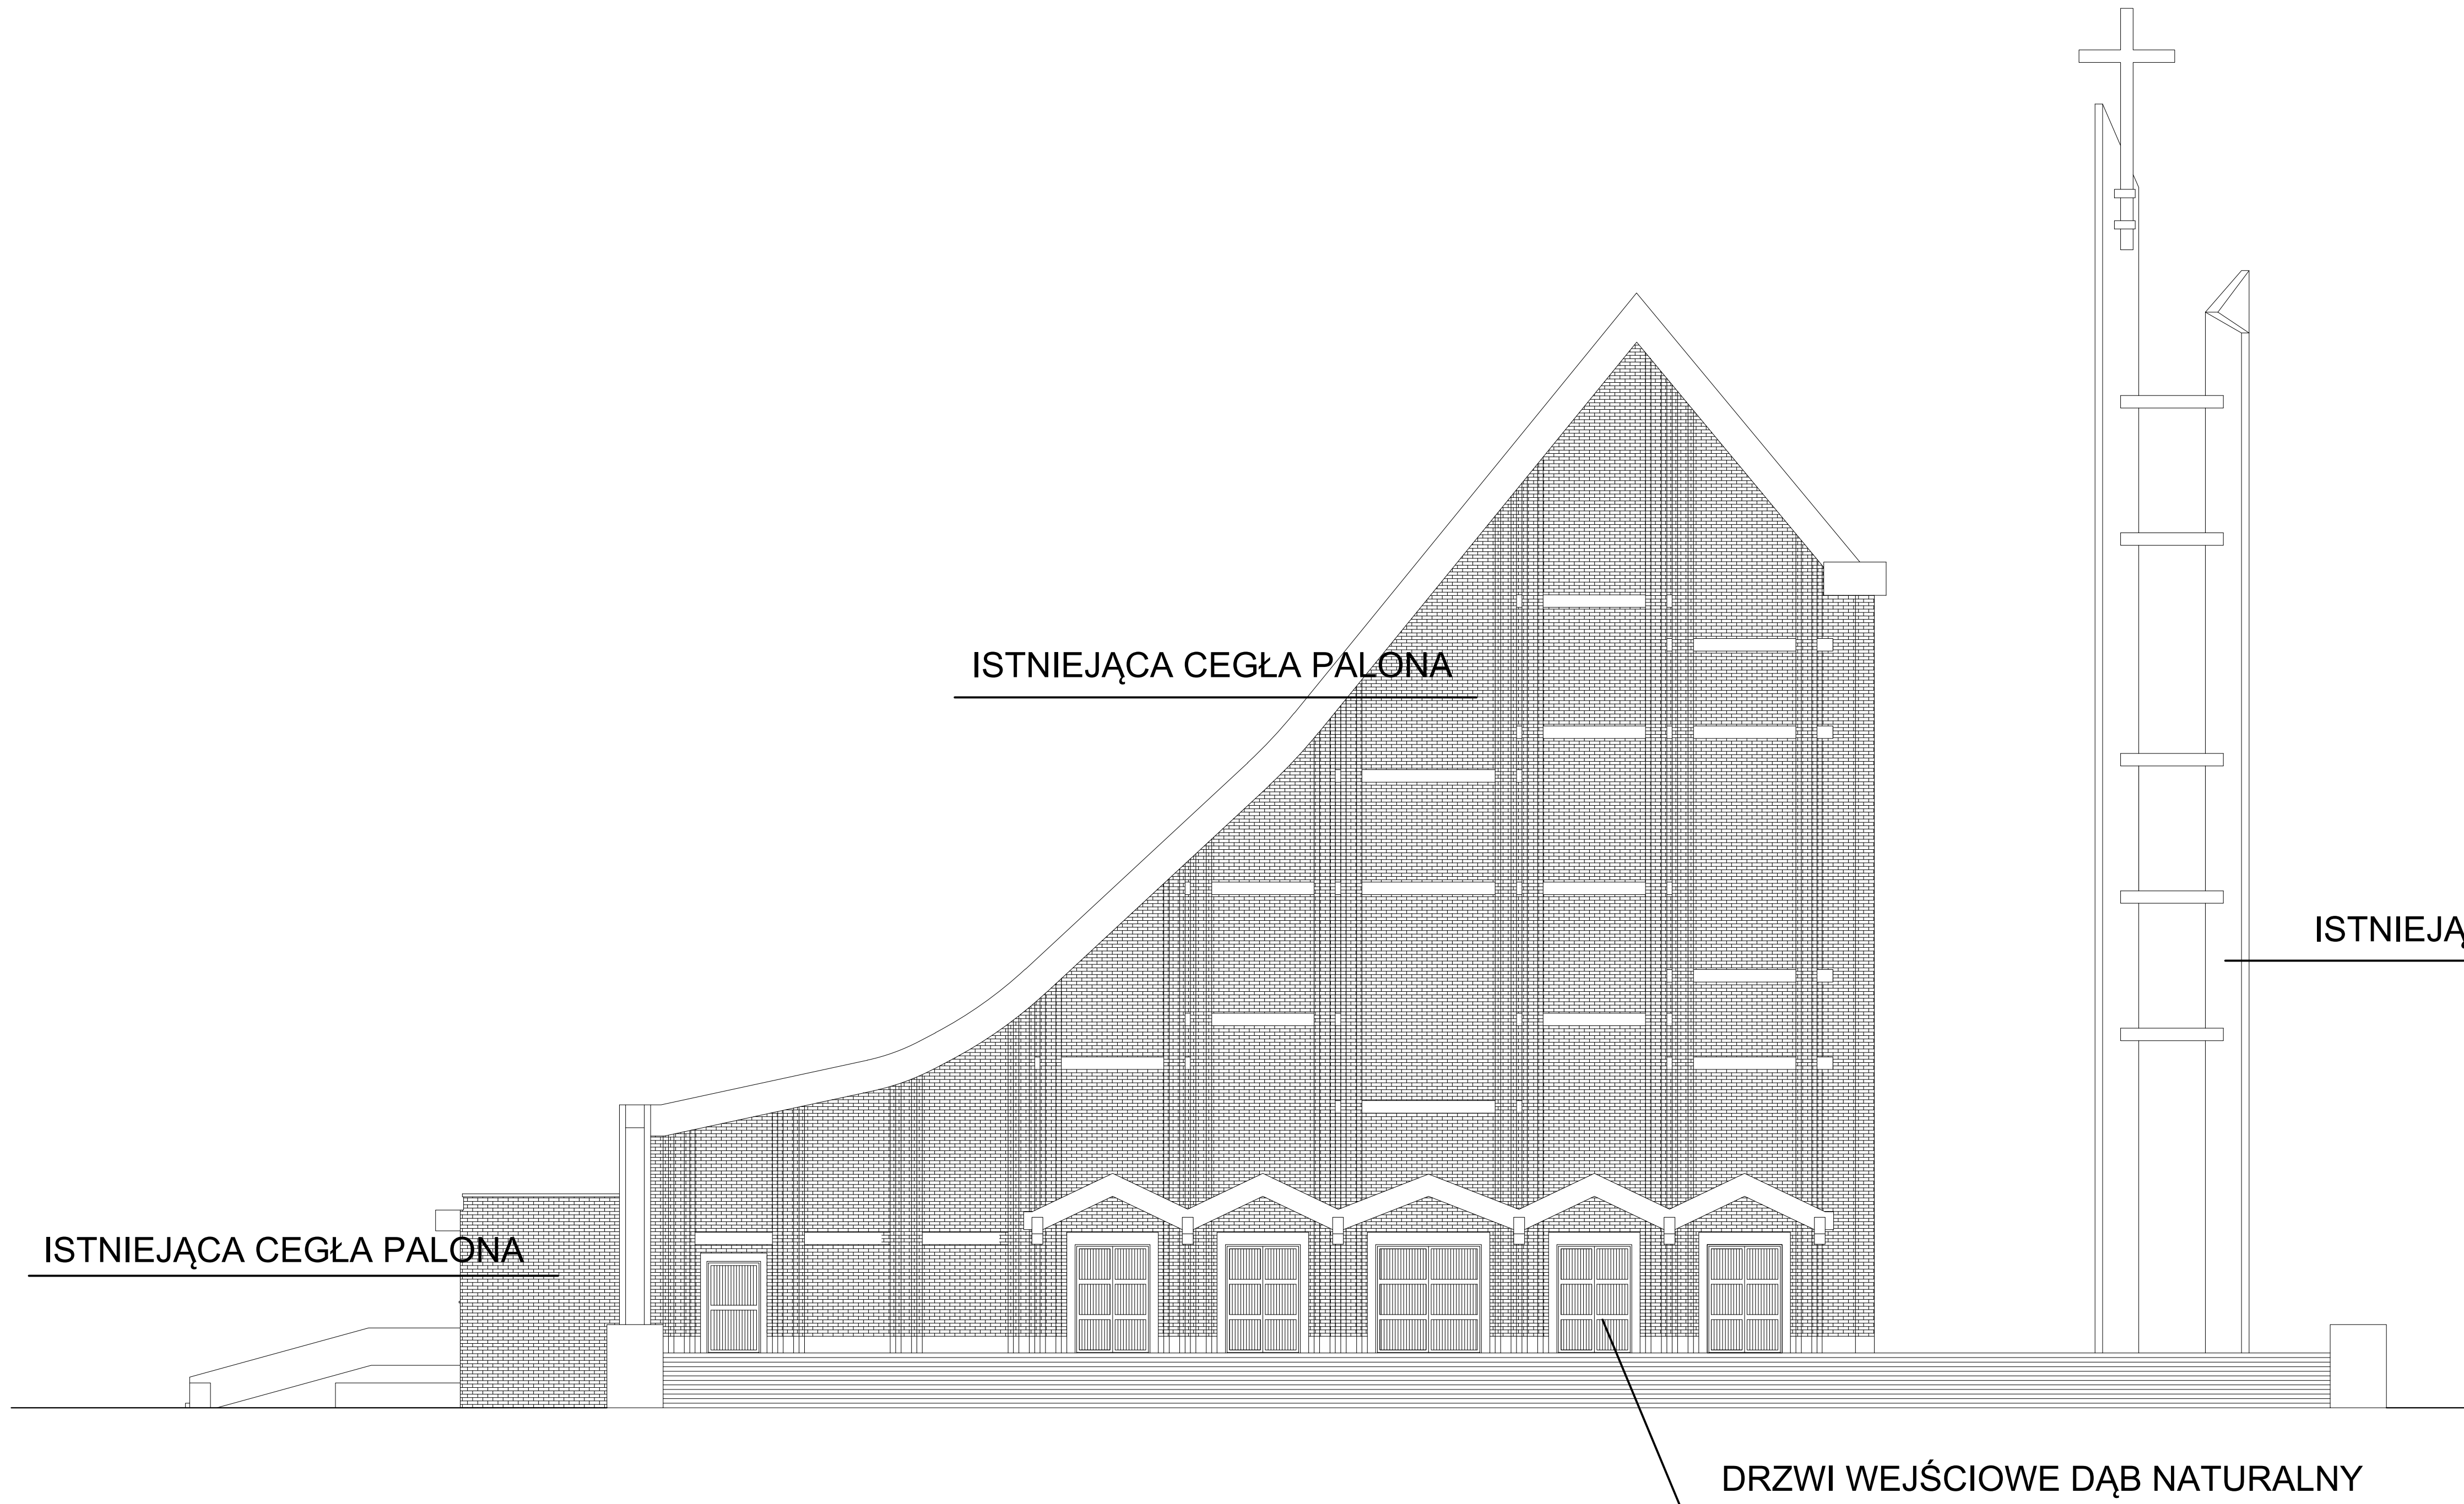 ISTNIEJĄCA CEGŁA PALONA
ISTNIEJĄCA CEGŁA PALONA
DRZWI WEJŚCIOWE DĄB NATURALNY